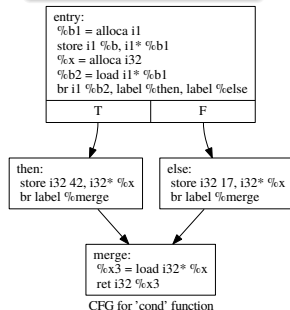 entry:
%b1 = alloca i1
store i1 %b, i1* %b1
%x = alloca i32
%b2 = load i1* %b1
br i1 %b2, label %then, label %else
T F
then:
store i32 42, i32* %x
br label %merge
else:
store i32 17, i32* %x
br label %merge
merge:
%x3 = load i32* %x
ret i32 %x3
CFG for 'cond' function